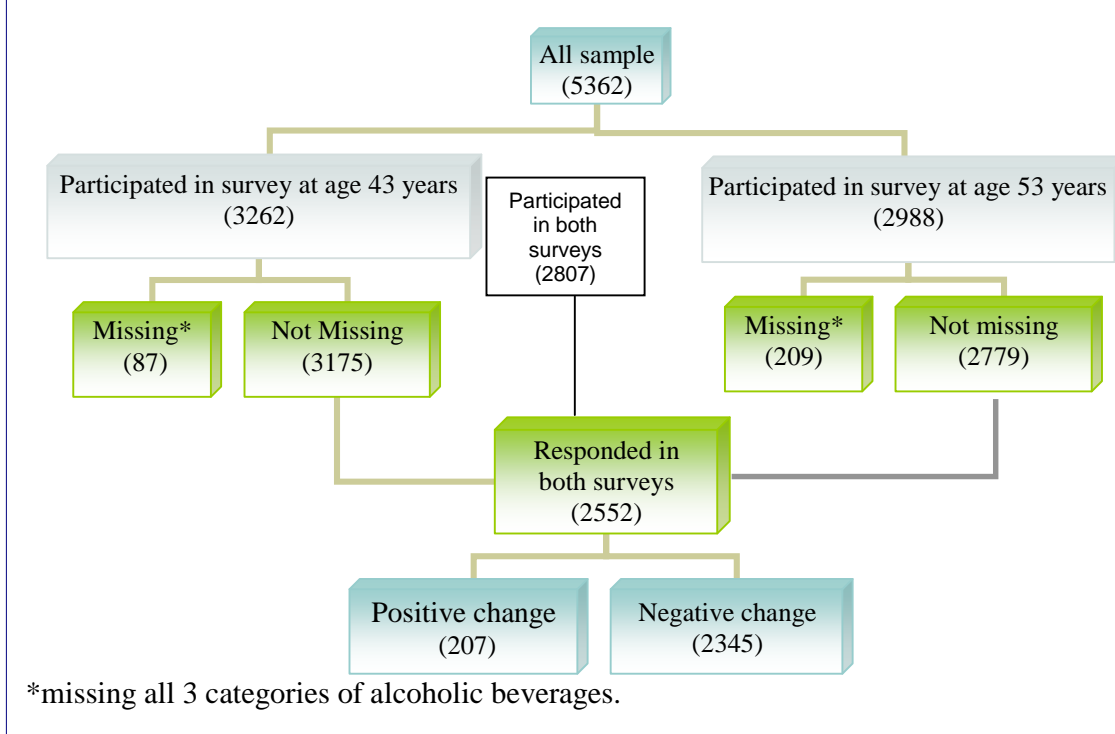 All sample
(5362)
Participated in survey at age 43 years
(3262)
Participated
in both
surveys
(2807)
Participated in survey at age 53 years
(2988)
Missing*
(87)
Not Missing
(3175)
Missing*
(209)
Not missing
(2779)
Responded in
both surveys
(2552)
Positive change
(207)
Negative change
(2345)
*missing all 3 categories of alcoholic beverages.